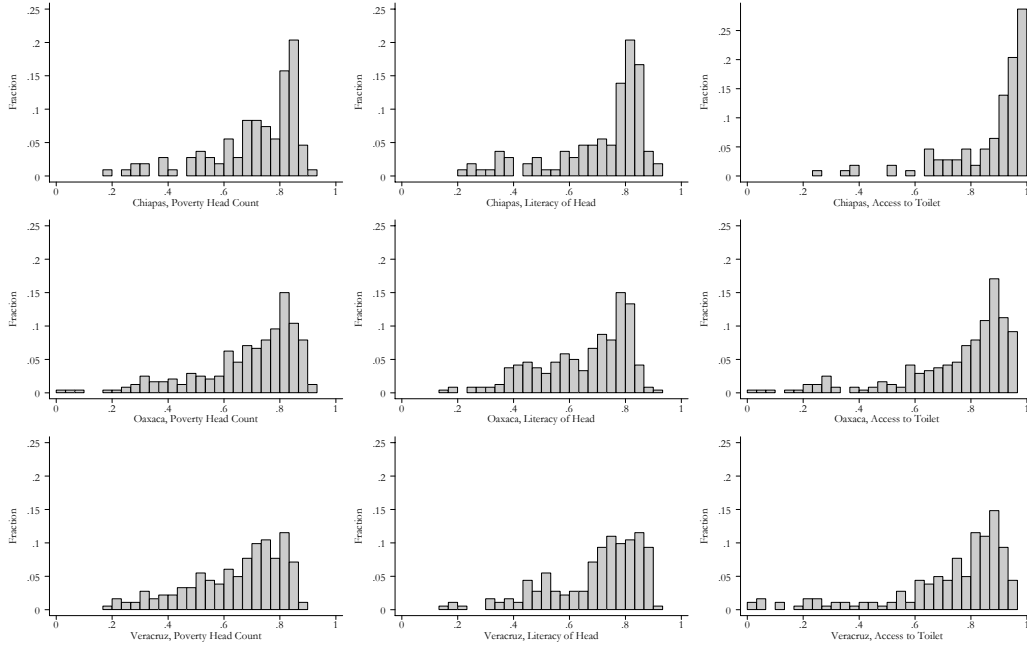 Fraction
0 .05 .1 .15 .2 .25
0 .2 .4 .6 .8 1
Chiapas, Poverty Head Count
Fraction
0 .05 .1 .15 .2 .25
0 .2 .4 .6 .8 1
Chiapas, Literacy of Head
Fraction
0 .05 .1 .15 .2 .25
0 .2 .4 .6 .8 1
Chiapas, Access to Toilet
Fraction
0 .05 .1 .15 .2 .25
0 .2 .4 .6 .8 1
Oaxaca, Poverty Head Count
Fraction
0 .05 .1 .15 .2 .25
0 .2 .4 .6 .8 1
Oaxaca, Literacy of Head
Fraction
0 .05 .1 .15 .2 .25
0 .2 .4 .6 .8 1
Oaxaca, Access to Toilet
Fraction
0 .05 .1 .15 .2 .25
0 .2 .4 .6 .8 1
Veracruz, Poverty Head Count
Fraction
0 .05 .1 .15 .2 .25
0 .2 .4 .6 .8 1
Veracruz, Literacy of Head
Fraction
0 .05 .1 .15 .2 .25
0 .2 .4 .6 .8 1
Veracruz, Access to Toilet